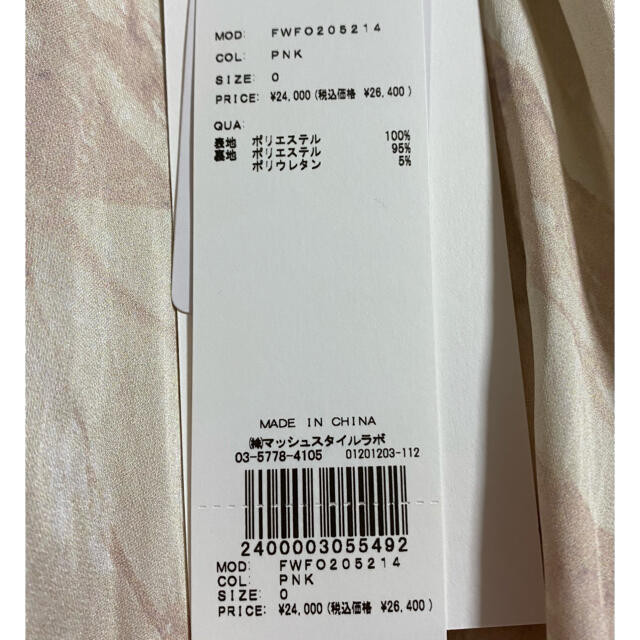 MOD: FWFO205214
COL: PNK
SIZE: 0
PRICE: ¥24,000(税込価格 ¥26,400)
QUA:
表地 ポリエステル 100%
裏地 ポリエステル 95%
ポリウレタン 5%
MADE IN CHINA
㈱マッシュスタイルラボ
03-5778-4105 01201203-112
2400003055492
MOD: FWFO205214
COL: PNK
SIZE: 0
PRICE: ¥24,000(税込価格 ¥26,400)